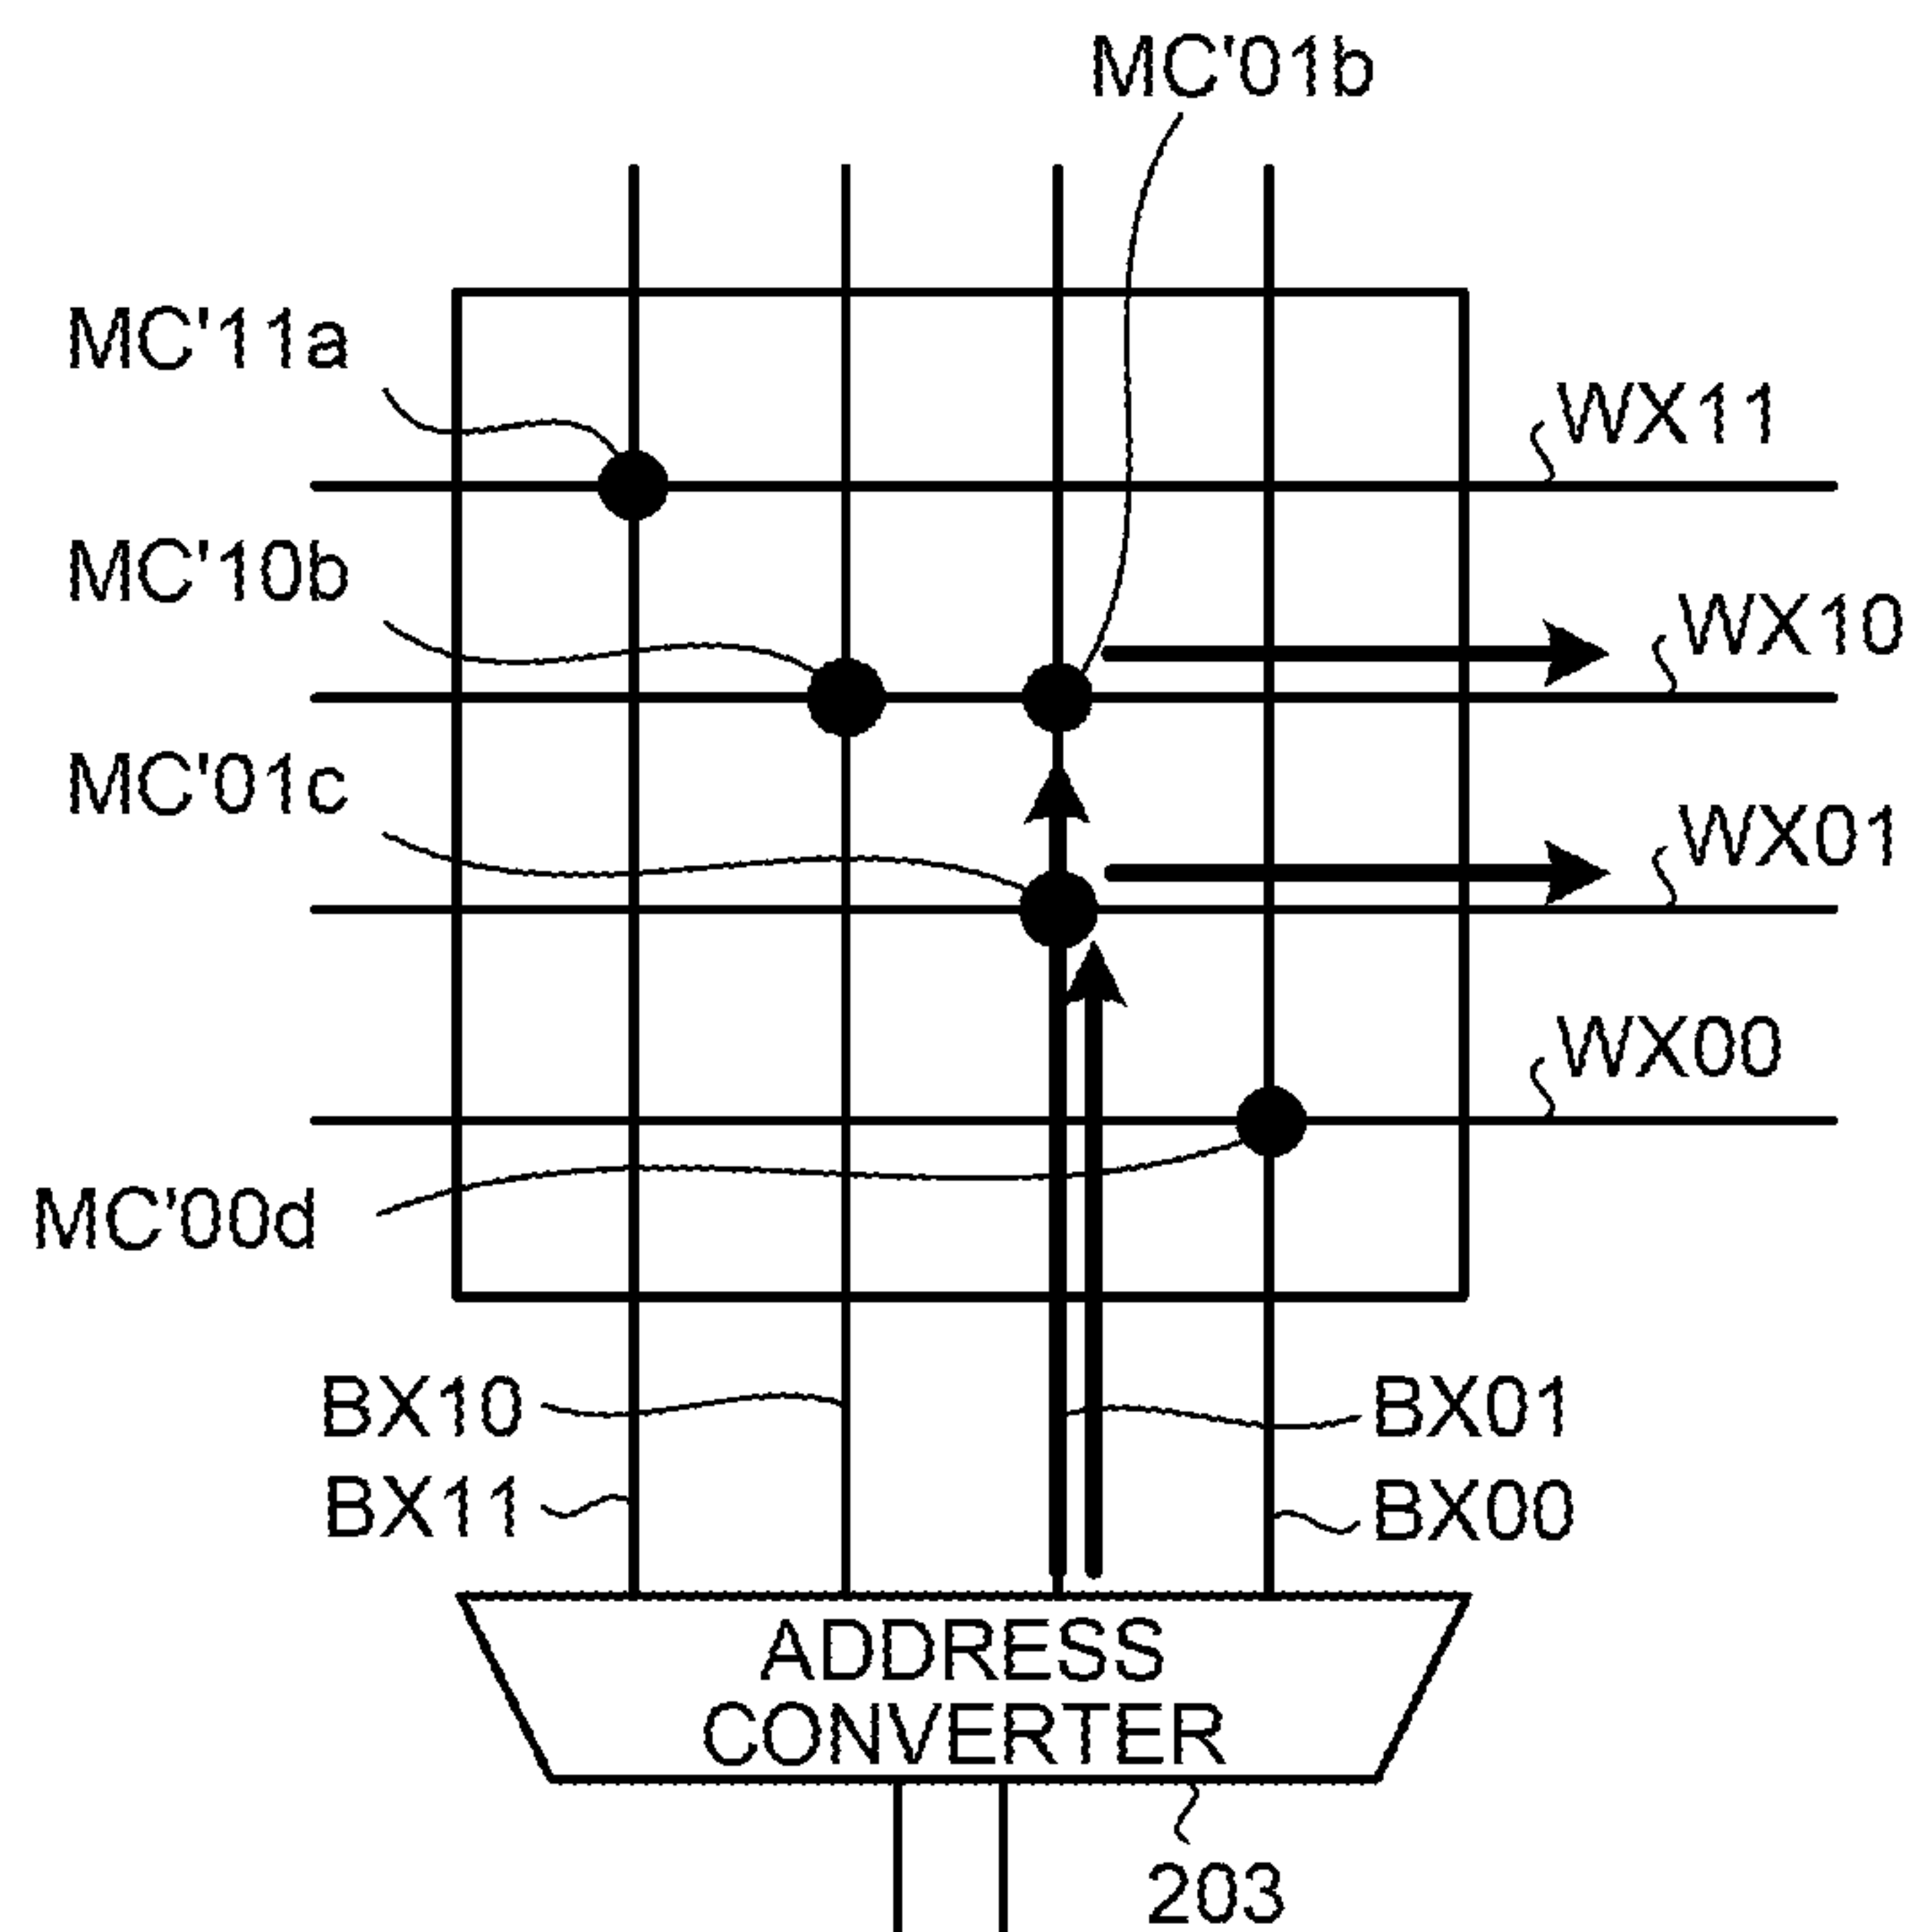 MC'01b
MC'11a
WX11
MC'10b
WX10
MC'01c
WX01
WX00
MC'00d
BX10
BX01
BX11
BX00
ADDRESS
CONVERTER
203